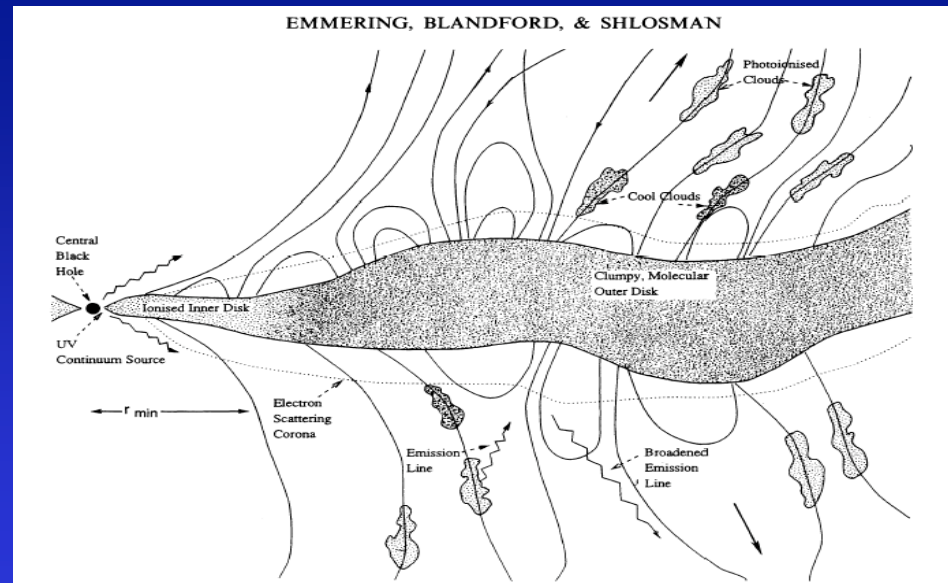 EMMERING, BLANDFORD, & SHLOSMAN
Photoionised
Clouds
Cool Clouds
Central
Black
Hole
Clumpy, Molecular
Outer Disk
Ionised Inner Disk
UV
Continuum Source
r min
Electron
Scattering
Corona
Emission
Line
Broadened
Emission
Line